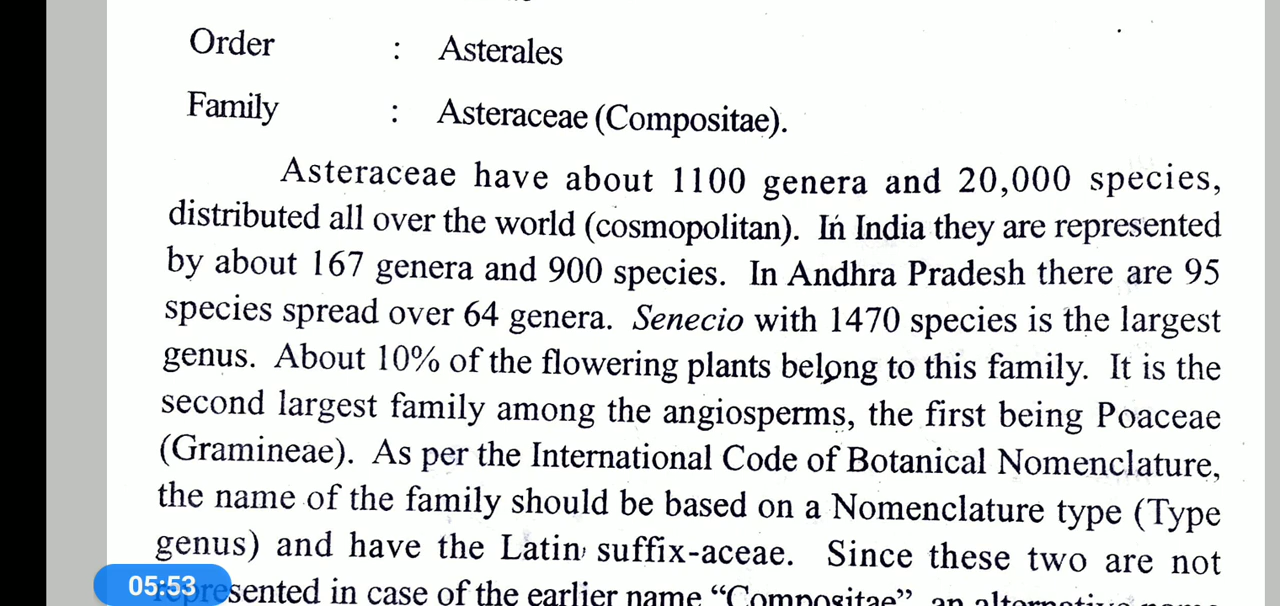 Order : Asterales
Family : Asteraceae (Compositae).
Asteraceae have about 1100 genera and 20,000 species,
distributed all over the world (cosmopolitan). In India they are represented
by about 167 genera and 900 species. In Andhra Pradesh there are 95
species spread over 64 genera. Senecio with 1470 species is the largest
genus. About 10% of the flowering plants belong to this family. It is the
second largest family among the angiosperms, the first being Poaceae
(Gramineae). As per the International Code of Botanical Nomenclature,
the name of the family should be based on a Nomenclature type (Type
genus) and have the Latin suffix-aceae. Since these two are not
05:53
represented in case of the earlier name “Compositae”, an alternative name